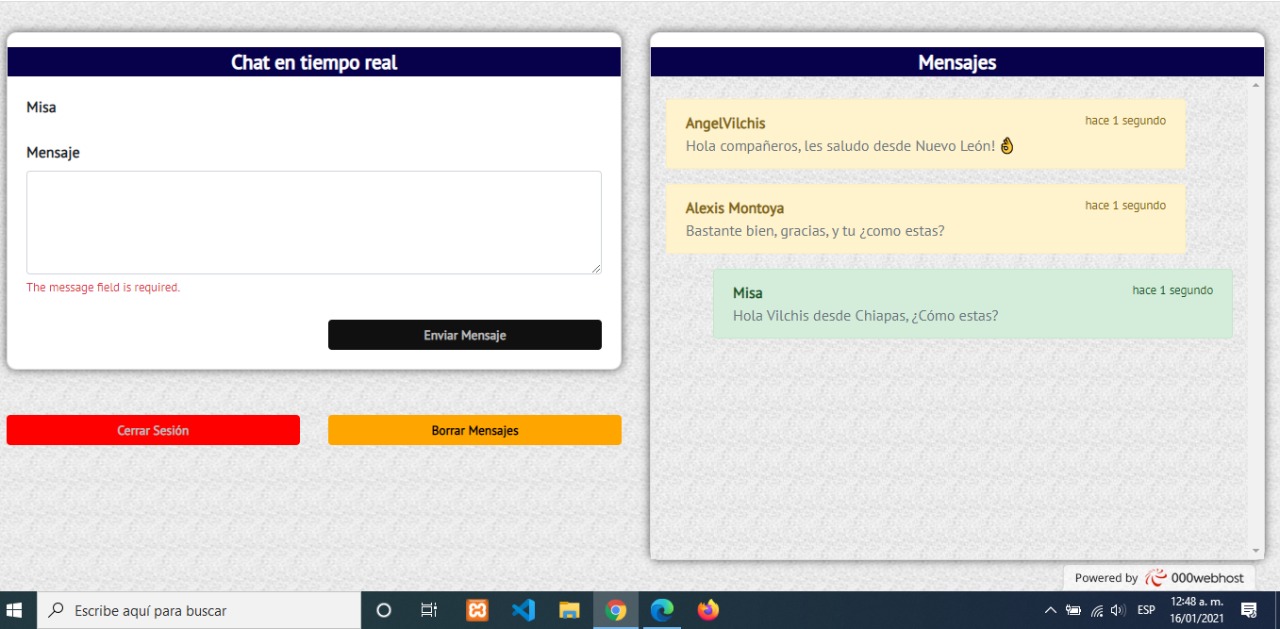 Chat en tiempo real
Misa
Mensaje
The message field is required.
Enviar Mensaje
Cerrar Sesión
Borrar Mensajes
Mensajes
AngelVilchis
hace 1 segundo
Hola compañeros, les saludo desde Nuevo León! 👌
Alexis Montoya
hace 1 segundo
Bastante bien, gracias, y tu ¿como estas?
Misa
hace 1 segundo
Hola Vilchis desde Chiapas, ¿Cómo estas?
Powered by 000webhost
Escribe aquí para buscar
ESP
12:48 a. m.
16/01/2021